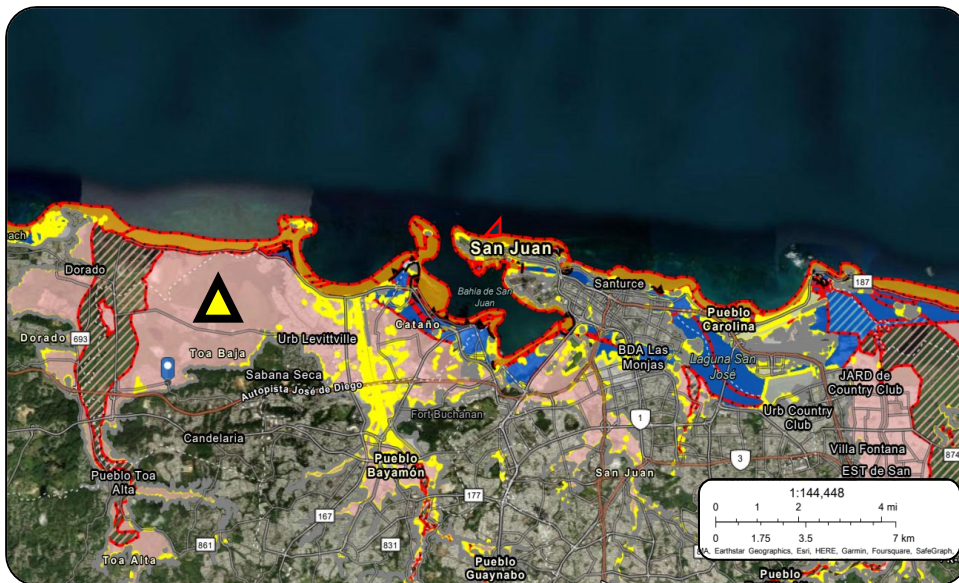 San Juan
ach
Dorado
Bahia de San
Juan
Santurce
187
Pueblo
Carolina
693
Dorado
Toa Baja
Urb Levittville
Cataño
BDA Las
Monjas
Laguna San
José
JARD de
Country Club
Sabana Seca
Autopista José de Diego
Fort Buchanan
1
Urb Country
Club
Candelaria
3
Villa Fontana
874
Pueblo
Bayamón
San Juan
EST de San
Pueblo Toa
Alta
177
167
861
831
Toa Alta
Pueblo
Guaynabo
Pueblo
1:144,448
0 1 2 4 mi
0 1.75 3.5 7 km
Earthstar Geographics, Esri, HERE, Garmin, Foursquare, SafeGraph,